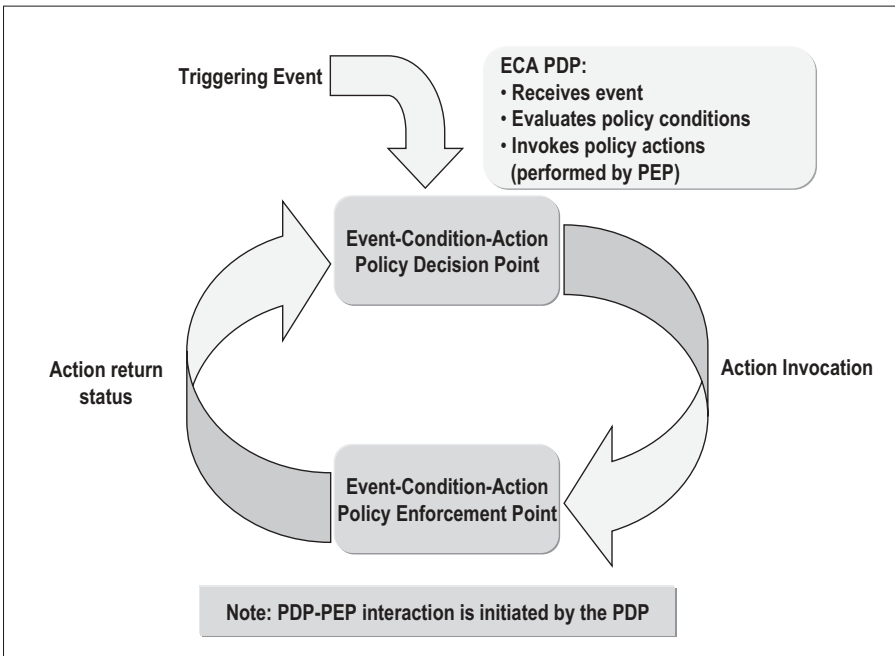 Triggering Event
ECA PDP:
• Receives event
• Evaluates policy conditions
• Invokes policy actions
(performed by PEP)
Event-Condition-Action
Policy Decision Point
Action return
status
Action Invocation
Event-Condition-Action
Policy Enforcement Point
Note: PDP-PEP interaction is initiated by the PDP